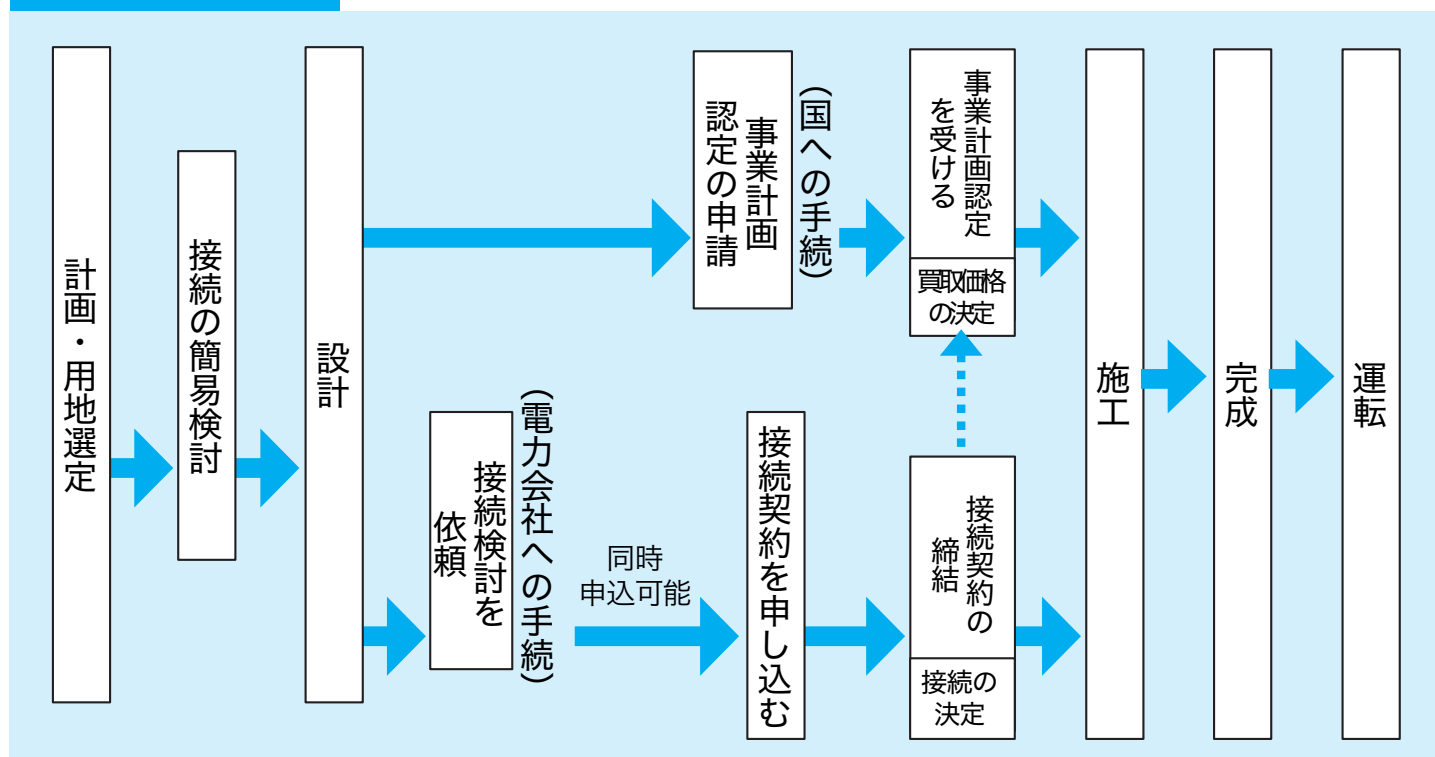 計画・用地選定
接続の簡易検討
設計
事業計画
認定の申請
（国への手続）
事業計画認定
を受ける
買取価格
の決定
接続検討を
依頼
（電力会社への手続）
同時
申込可能
接続契約を申し込む
接続契約の
締結
接続の
決定
施工
完成
運転